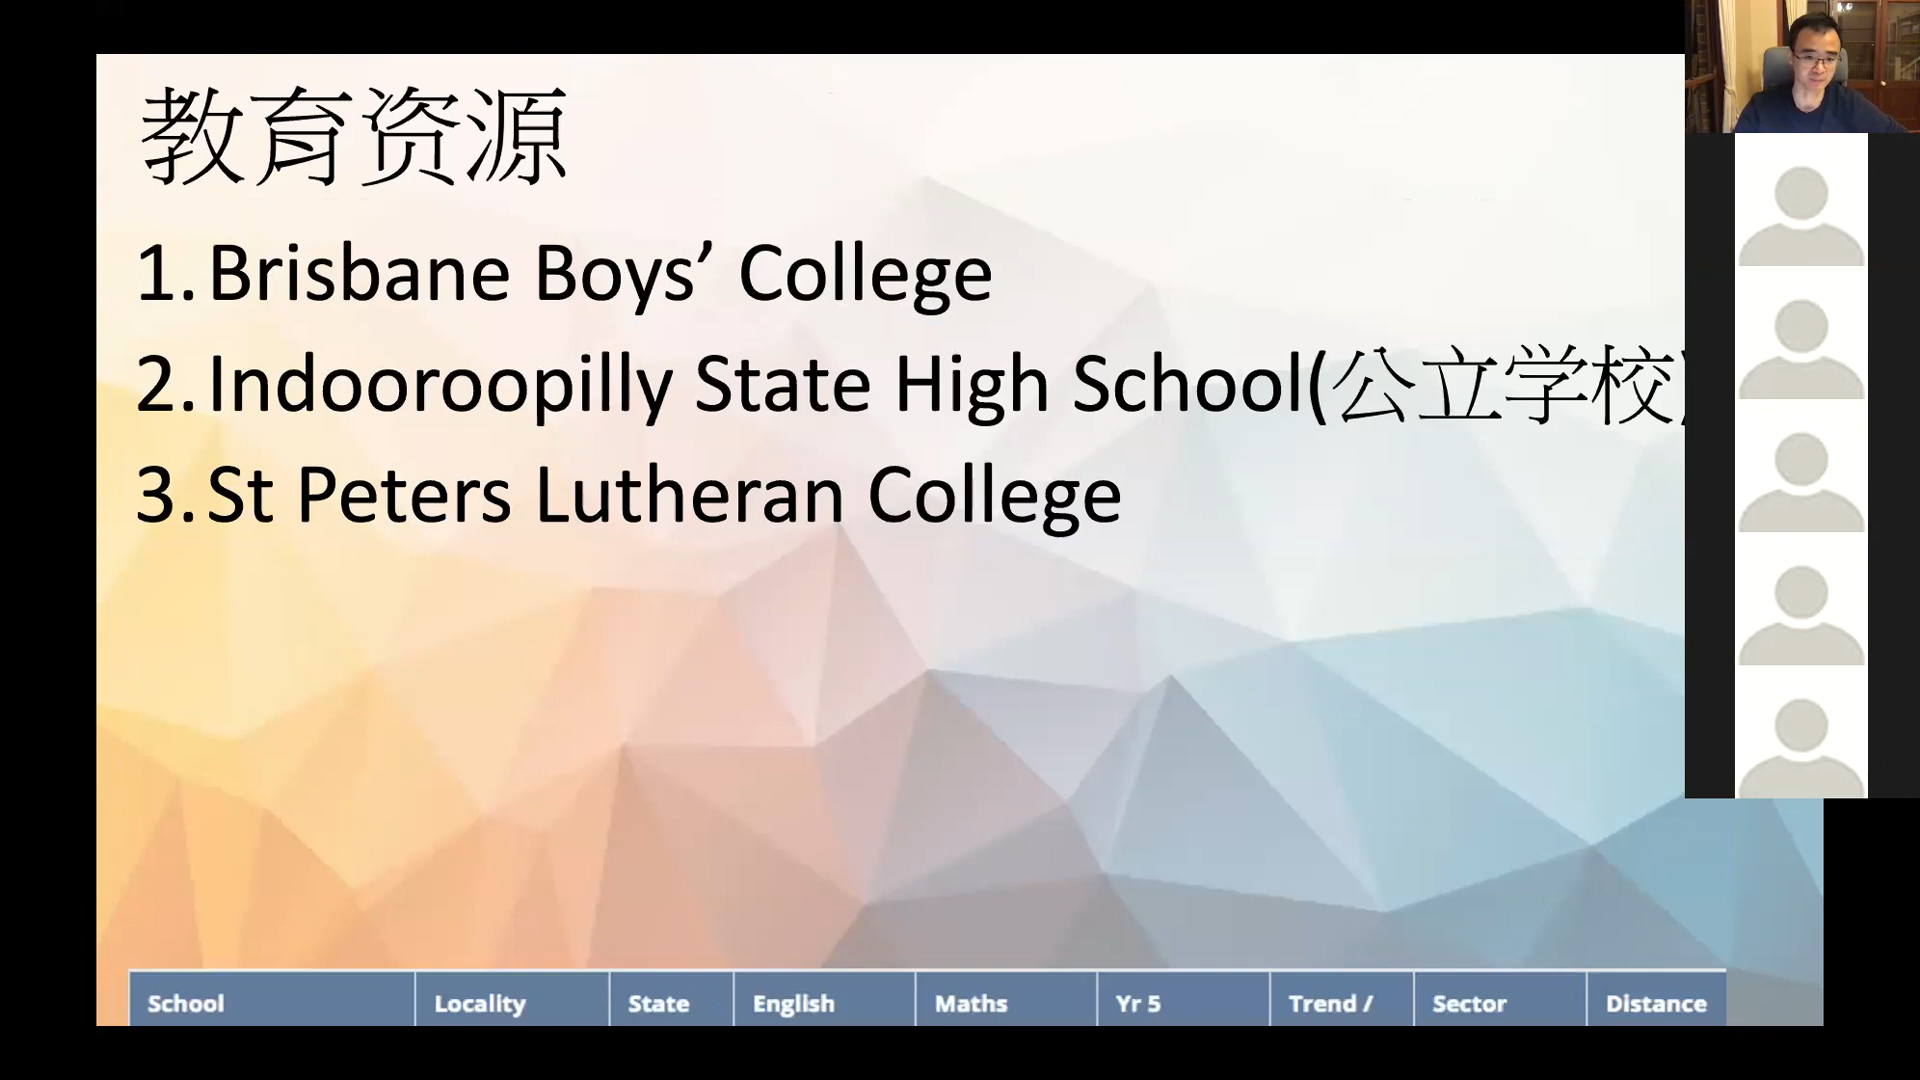 教育资源
1. Brisbane Boys’ College
2. Indooroopilly State High School(公立学校)
3. St Peters Lutheran College
School Locality State English Maths Yr 5 Trend / Sector Distance